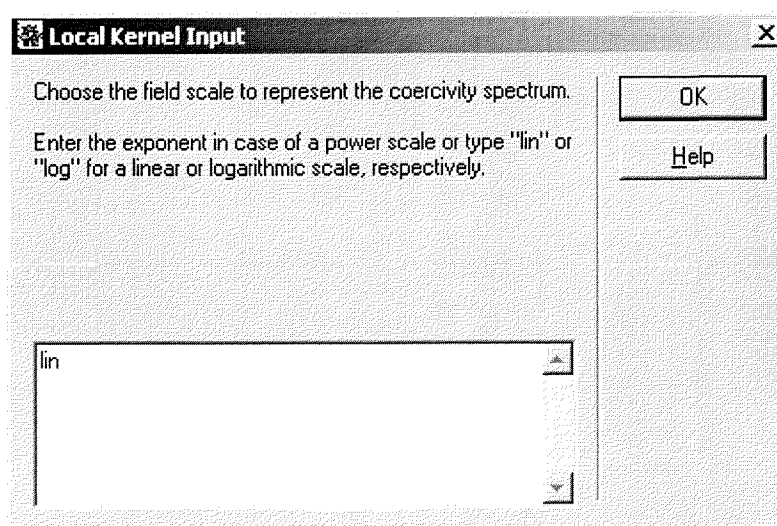 Local Kernel Input
Choose the field scale to represent the coercivity spectrum.
Enter the exponent in case of a power scale or type "lin" or
"log" for a linear or logarithmic scale, respectively.
OK
Help
lin